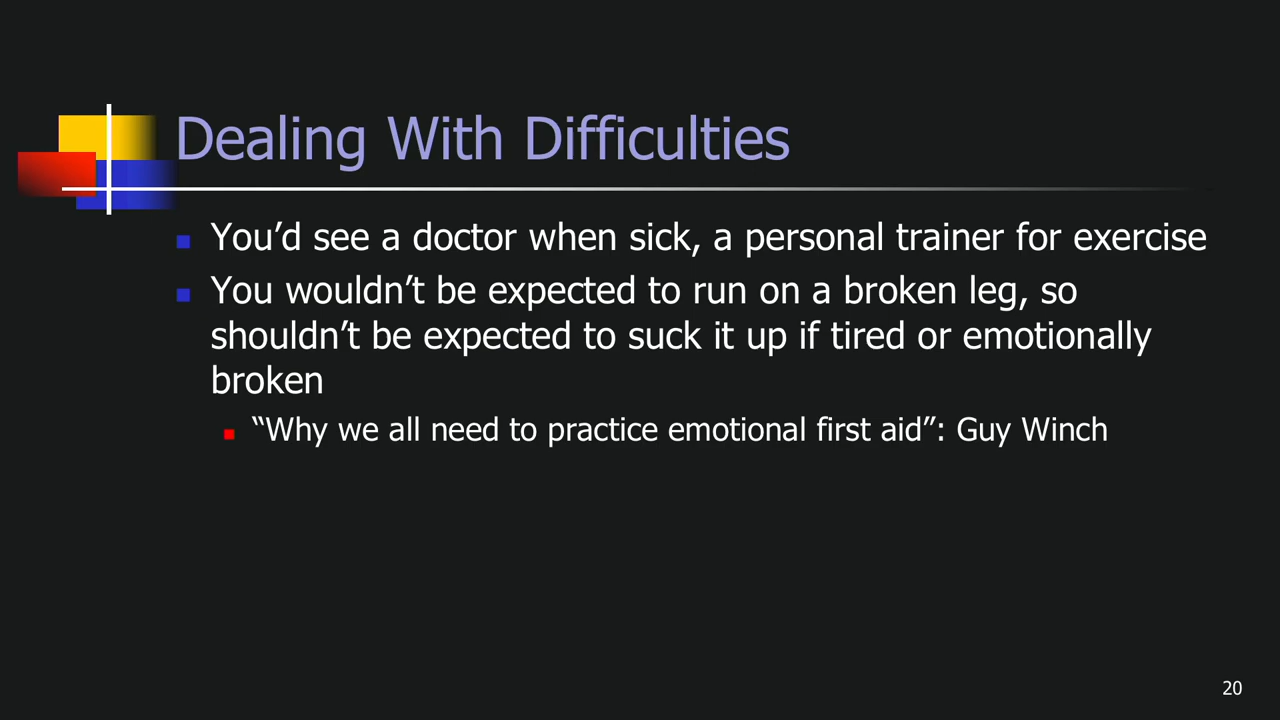 Dealing With Difficulties
You’d see a doctor when sick, a personal trainer for exercise
You wouldn’t be expected to run on a broken leg, so
shouldn’t be expected to suck it up if tired or emotionally
broken
“Why we all need to practice emotional first aid”: Guy Winch
20